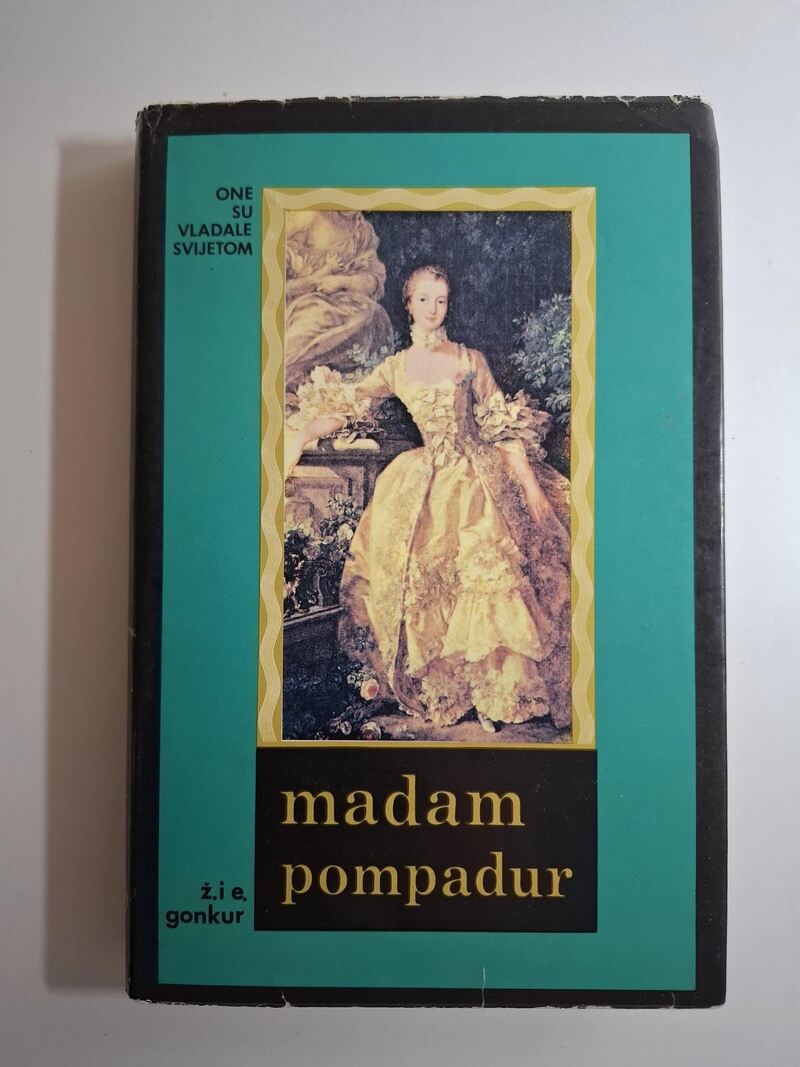 ONE
SU
VLADALE
SVIJETOM
madam
pompadur
ž. i e.
gonkur